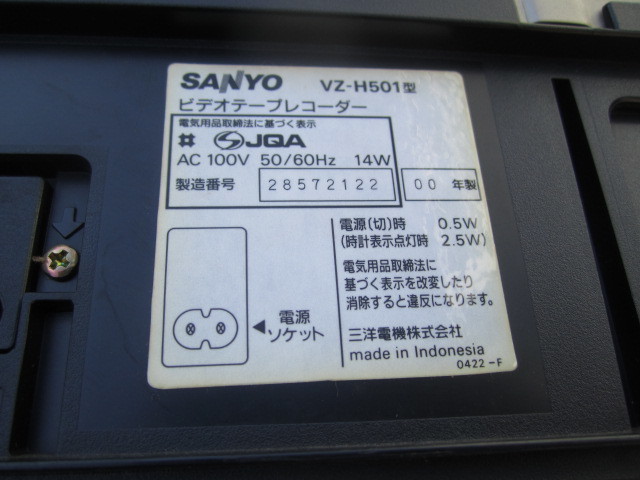 SANYO VZ-H501型
ビデオテープレコーダー
電気用品取締法に基づく表示
JQA
AC 100V 50/60Hz 14W
製造番号 28572122 00 年製
電源(切)時 0.5W
(時計表示点灯時 2.5W)
電気用品取締法に
基づく表示を改変したり
消除すると違反になります。
◀電源
ソケット
三洋電機株式会社
made in Indonesia
0422-F